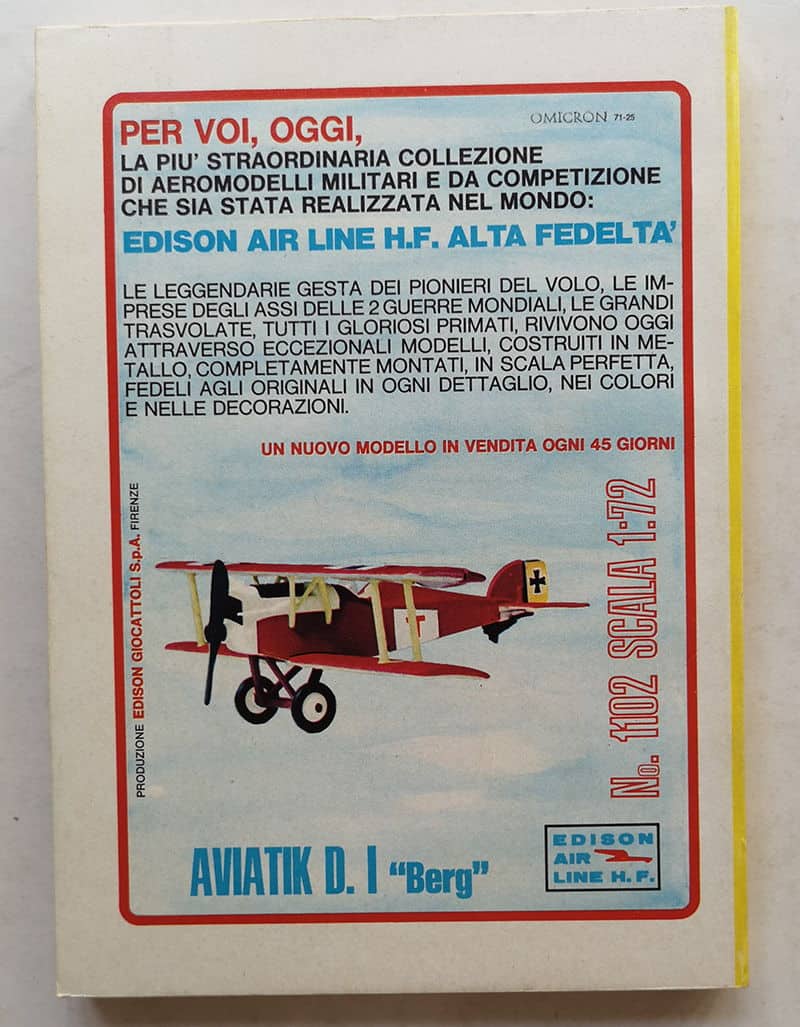 OMICRON 71-25
PER VOI, OGGI,
LA PIU' STRAORDINARIA COLLEZIONE
DI AEROMODELLI MILITARI E DA COMPETIZIONE
CHE SIA STATA REALIZZATA NEL MONDO:
EDISON AIR LINE H.F. ALTA FEDELTA'
LE LEGGENDARIE GESTA DEI PIONIERI DEL VOLO, LE IM-
PRESE DEGLI ASSI DELLE 2 GUERRE MONDIALI, LE GRANDI
TRASVOLATE, TUTTI I GLORIOSI PRIMATI, RIVIVONO OGGI
ATTRAVERSO ECCEZIONALI MODELLI, COSTRUITI IN ME-
TALLO, COMPLETAMENTE MONTATI, IN SCALA PERFETTA,
FEDELI AGLI ORIGINALI IN OGNI DETTAGLIO, NEI COLORI
E NELLE DECORAZIONI.
UN NUOVO MODELLO IN VENDITA OGNI 45 GIORNI
PRODUZIONE EDISON GIOCATTOLI S.p.A. FIRENZE
No. 1102 SCALA 1:72
T
AVIATIK D. I "Berg"
EDISON
AIR
LINE H. F.